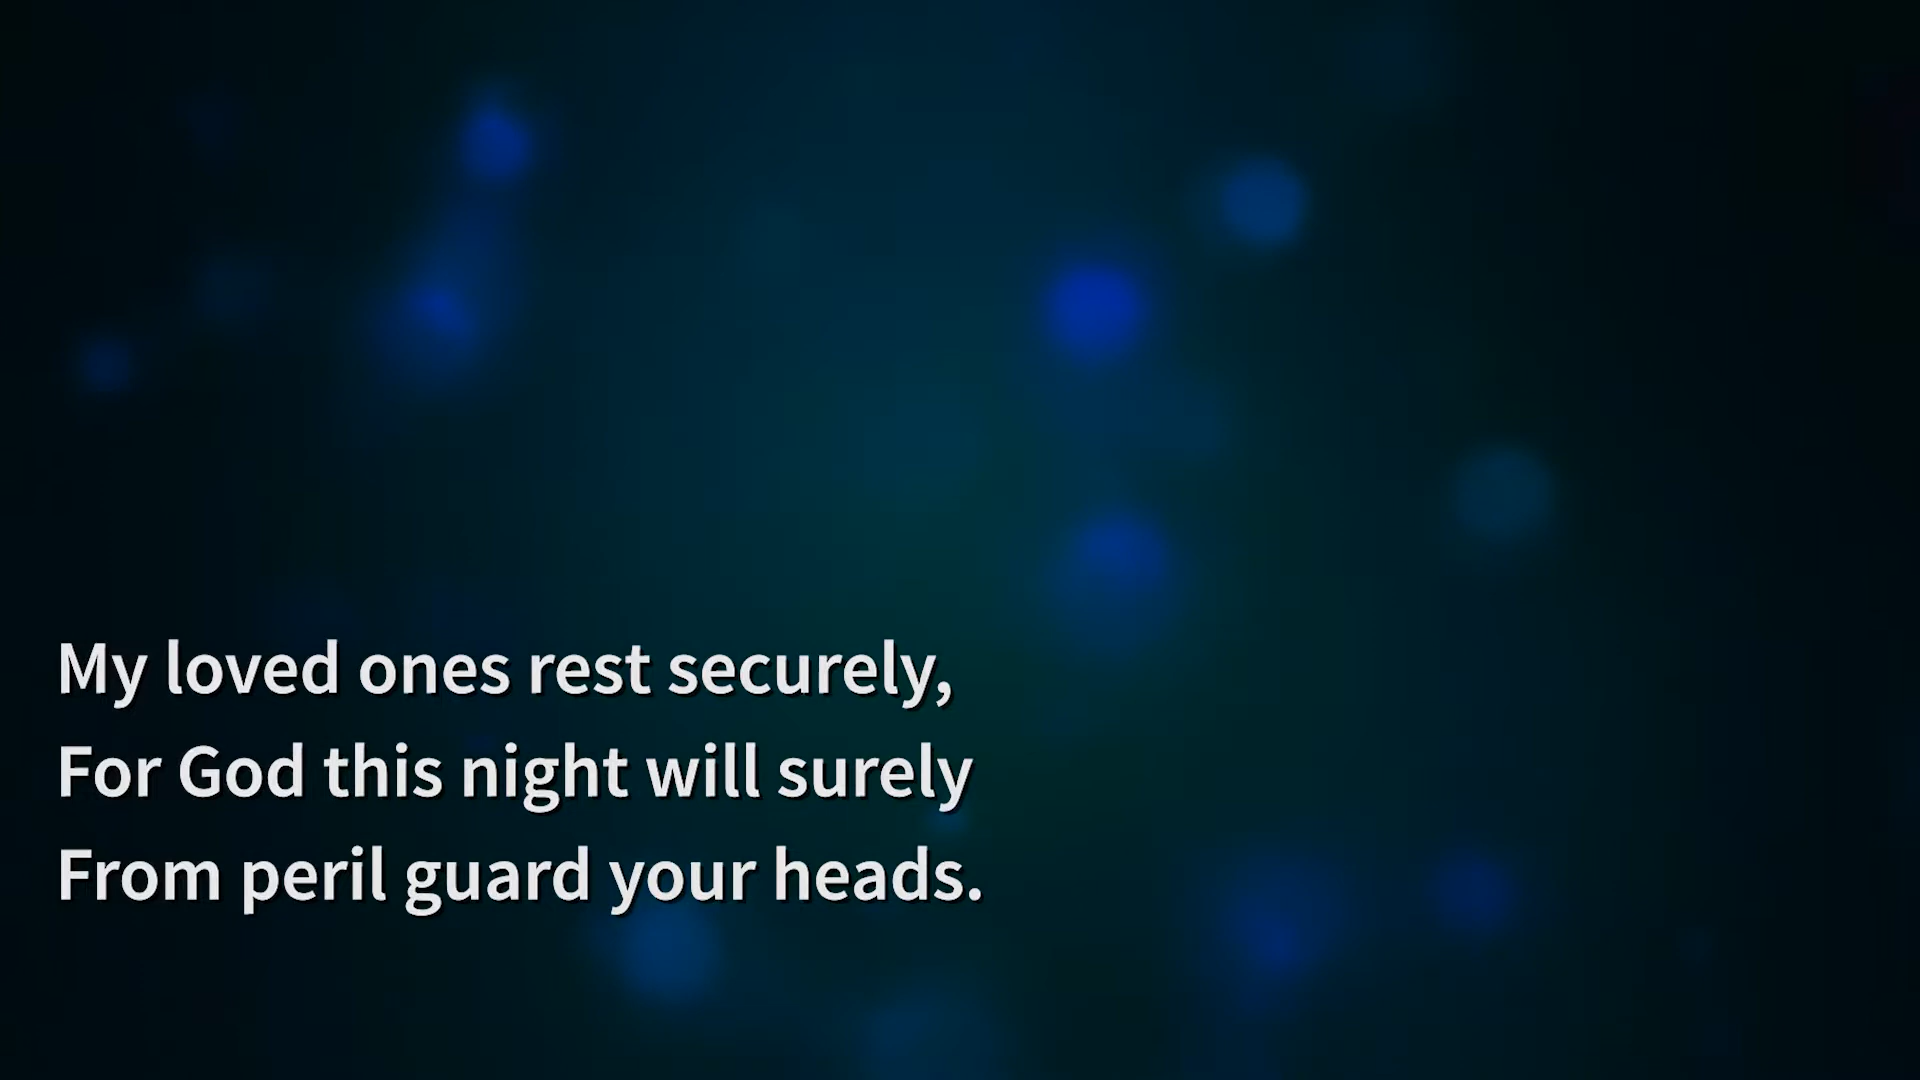 My loved ones rest securely,
For God this night will surely
From peril guard your heads.